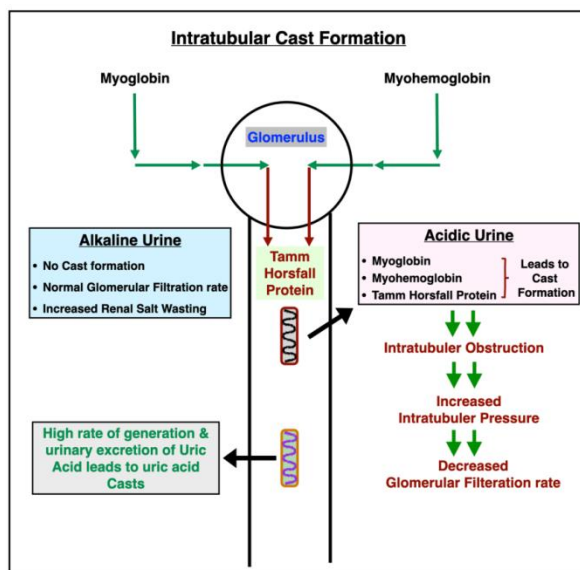 Intratubular Cast Formation
Myoglobin
Myohemoglobin
Glomerulus
Alkaline Urine
• No Cast formation
• Normal Glomerular Filtration rate
• Increased Renal Salt Wasting
Tamm
Horsfall
Protein
Acidic Urine
• Myoglobin
• Myohemoglobin
• Tamm Horsfall Protein
Leads to
Cast
Formation
Intratubuler Obstruction
Increased
Intratubuler Pressure
Decreased
Glomerular Filteration rate
High rate of generation &
urinary excretion of Uric
Acid leads to uric acid
Casts